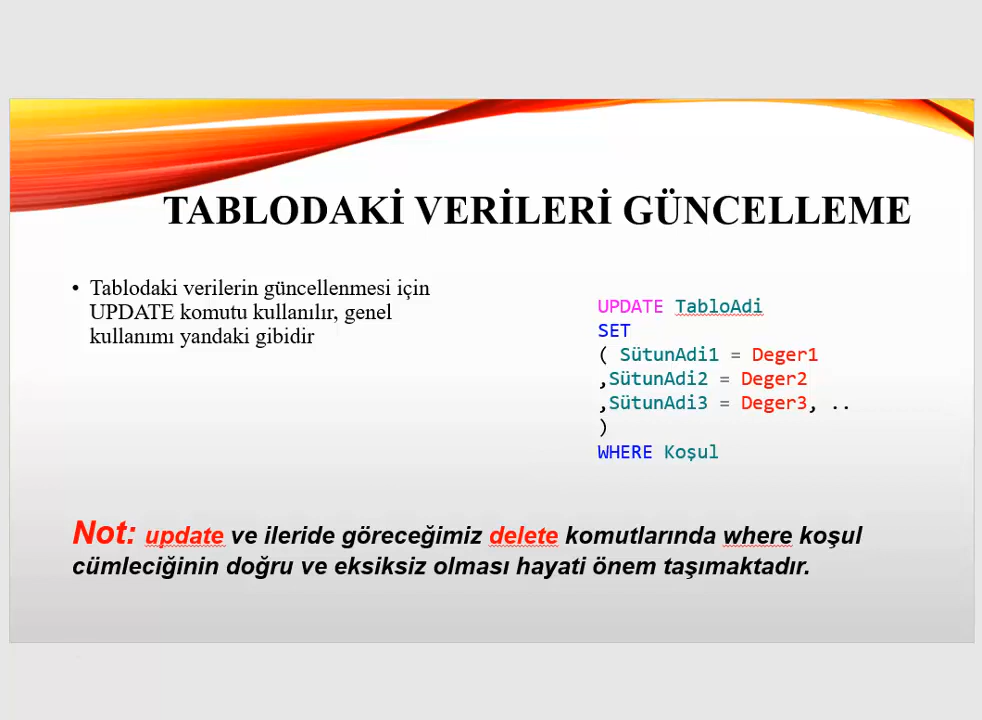 TABLODAKİ VERİLERİ GÜNCELLEME
• Tablodaki verilerin güncellenmesi için
UPDATE komutu kullanılır, genel
kullanımı yandaki gibidir
UPDATE TabloAdi
SET
( SütunAdi1 = Deger1
,SütunAdi2 = Deger2
,SütunAdi3 = Deger3, ..
)
WHERE Koşul
Not: update ve ileride göreceğimiz delete komutlarında where koşul
cümleciğinin doğru ve eksiksiz olması hayati önem taşımaktadır.